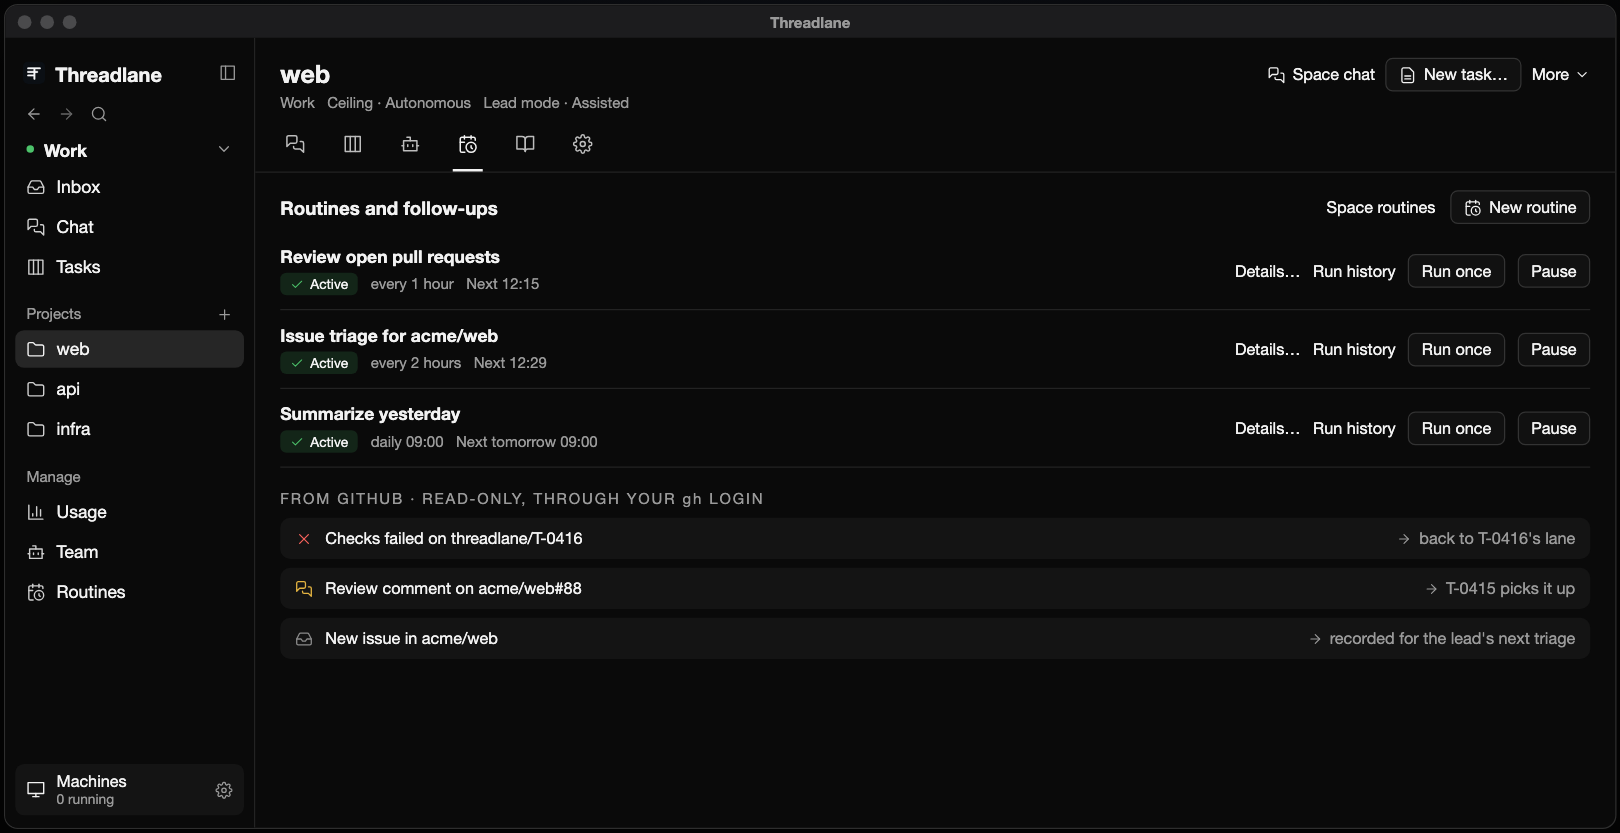 Threadlane
Threadlane
Work
Inbox
Chat
Tasks
Projects
web
api
infra
Manage
Usage
Team
Routines
Machines
0 running
web
Work Ceiling · Autonomous Lead mode · Assisted
Space chat
New task…
More
Routines and follow-ups
Space routines
New routine
Review open pull requests
Active every 1 hour Next 12:15
Details… Run history Run once Pause
Issue triage for acme/web
Active every 2 hours Next 12:29
Details… Run history Run once Pause
Summarize yesterday
Active daily 09:00 Next tomorrow 09:00
Details… Run history Run once Pause
FROM GITHUB · READ-ONLY, THROUGH YOUR gh LOGIN
Checks failed on threadlane/T-0416 → back to T-0416's lane
Review comment on acme/web#88 → T-0415 picks it up
New issue in acme/web → recorded for the lead's next triage